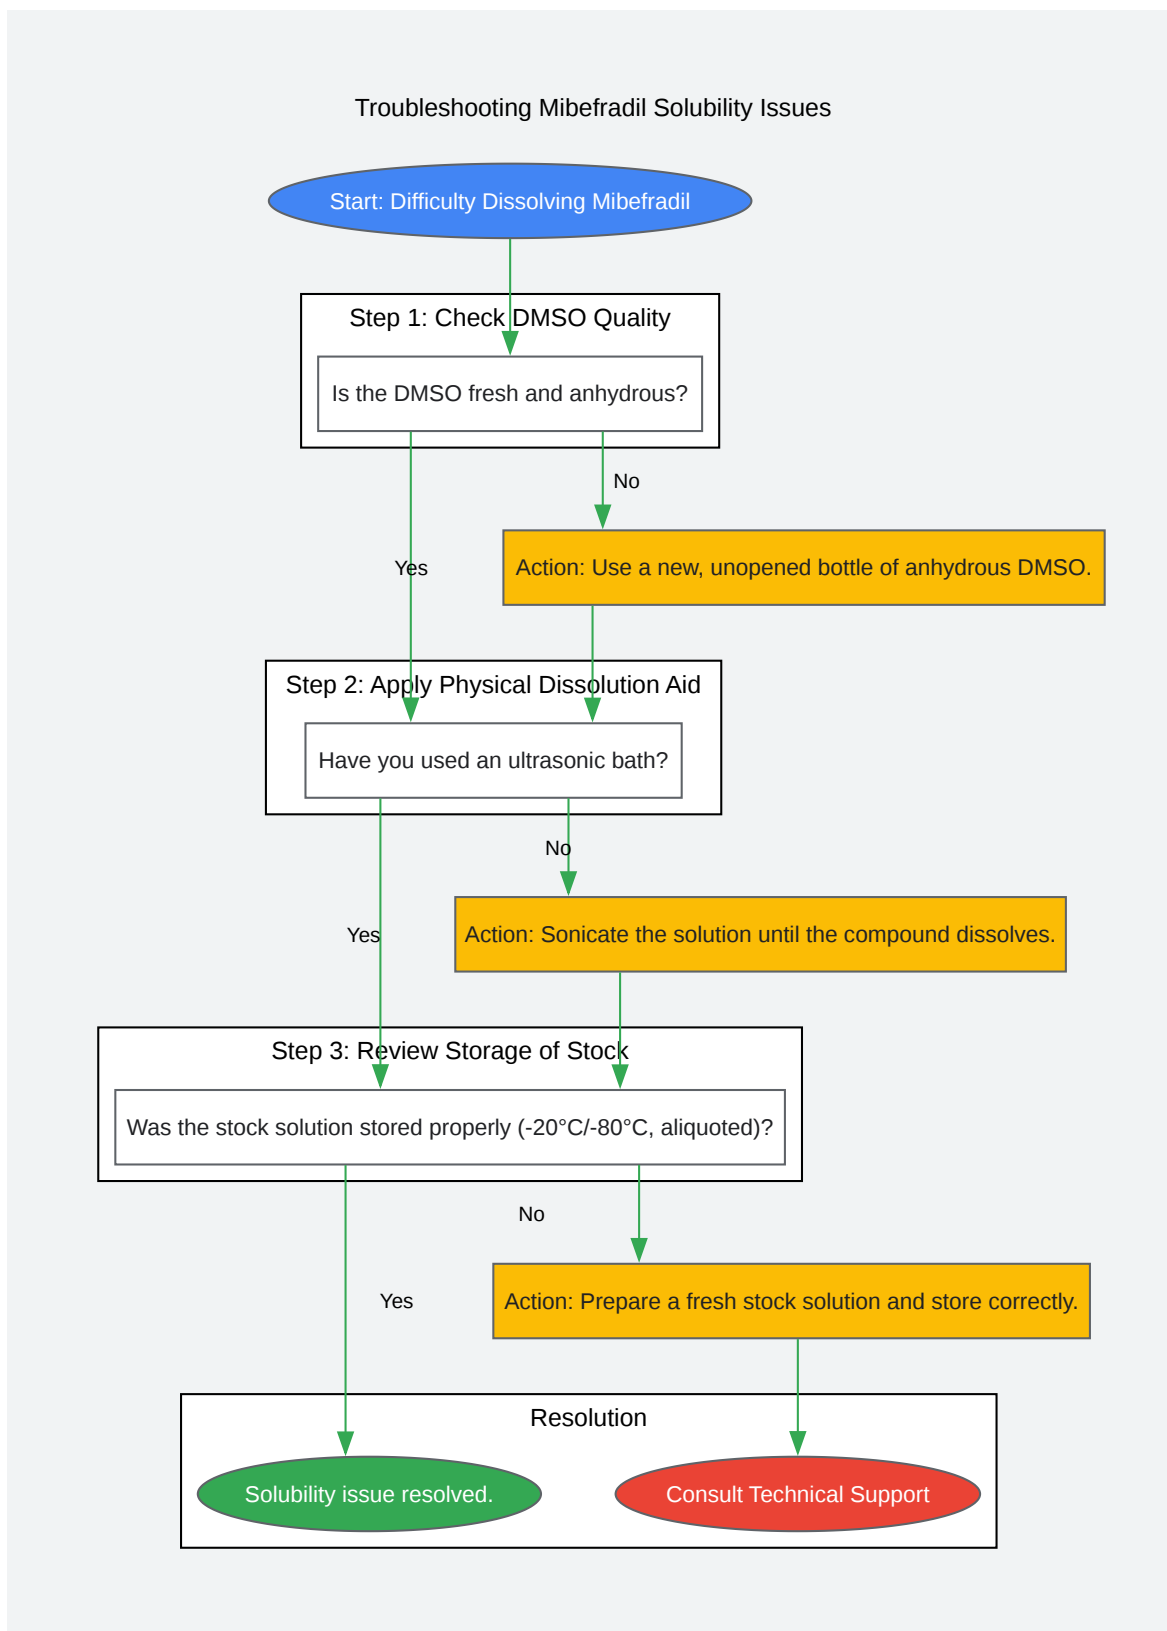 Troubleshooting Mibefradil Solubility Issues
Start: Difficulty Dissolving Mibefradil
Step 1: Check DMSO Quality
Is the DMSO fresh and anhydrous?
No
Yes
Action: Use a new, unopened bottle of anhydrous DMSO.
Step 2: Apply Physical Dissolution Aid
Have you used an ultrasonic bath?
No
Yes
Action: Sonicate the solution until the compound dissolves.
Step 3: Review Storage of Stock
Was the stock solution stored properly (-20°C/-80°C, aliquoted)?
No
Yes
Action: Prepare a fresh stock solution and store correctly.
Resolution
Solubility issue resolved.
Consult Technical Support